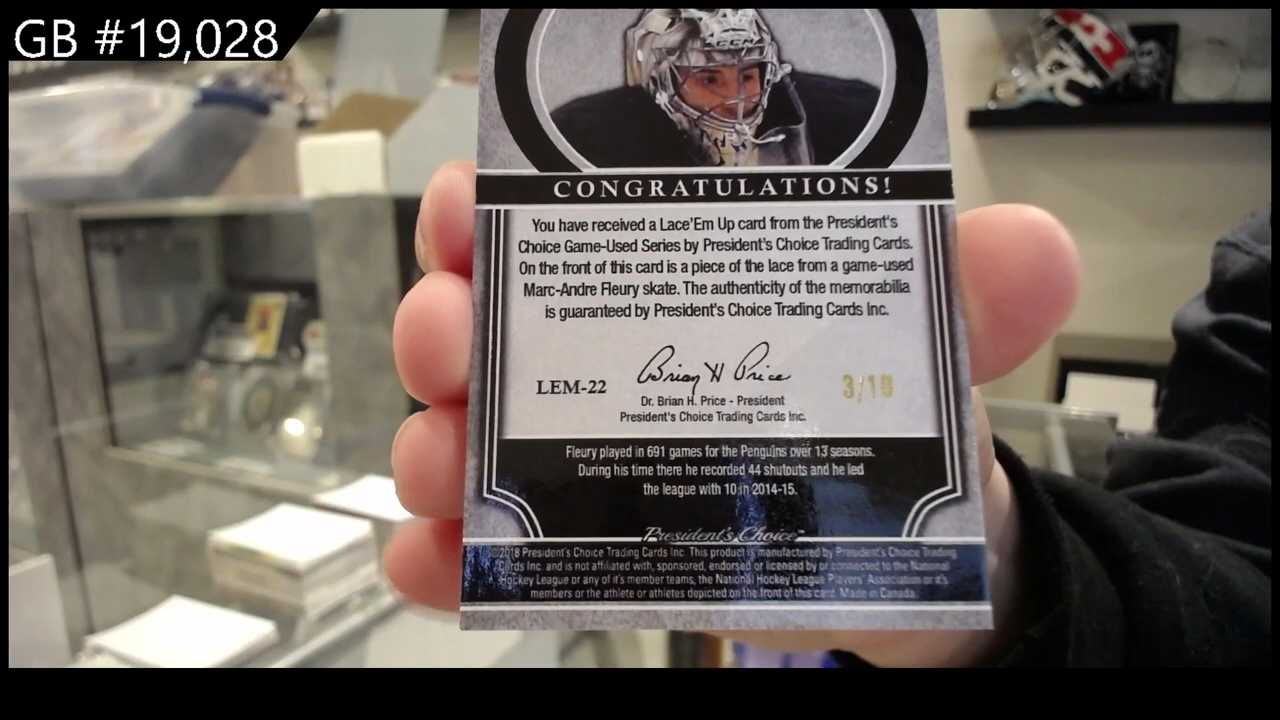 GB #19,028
CCM
CONGRATULATIONS!
You have received a Lace'Em Up card from the President's
Choice Game-Used Series by President's Choice Trading Cards.
On the front of this card is a piece of the lace from a game-used
Marc-Andre Fleury skate. The authenticity of the memorabilia
is guaranteed by President's Choice Trading Cards Inc.
Brian H Price
LEM-22
3/10
Dr. Brian H. Price - President
President's Choice Trading Cards Inc.
Fleury played in 691 games for the Penguins over 13 seasons.
During his time there he recorded 44 shutouts and he led
the league with 10 in 2014-15.
President's Choice™
©2018 President's Choice Trading Cards Inc. This product is manufactured by President's Choice Trading
Cards Inc. and is not affiliated with, sponsored, endorsed or licensed by or connected to the National
Hockey League or any of it's member teams, the National Hockey League Players' Association or it's
members or the athlete or athletes depicted on the front of this card. Made in Canada.